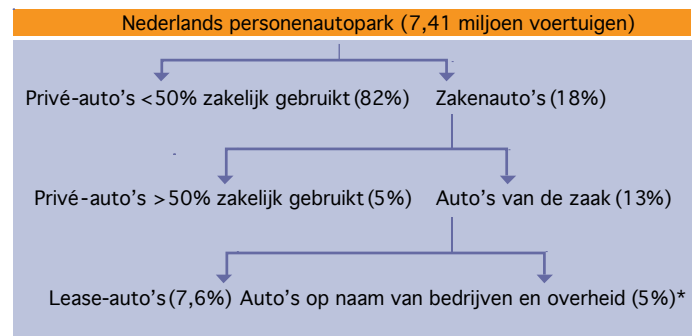 Nederlands personenautopark (7,41 miljoen voertuigen)
Privé-auto's <50% zakelijk gebruikt (82%) Zakenauto's (18%)
Privé-auto's >50% zakelijk gebruikt (5%) Auto's van de zaak (13%)
Lease-auto's (7,6%) Auto's op naam van bedrijven en overheid (5%)*